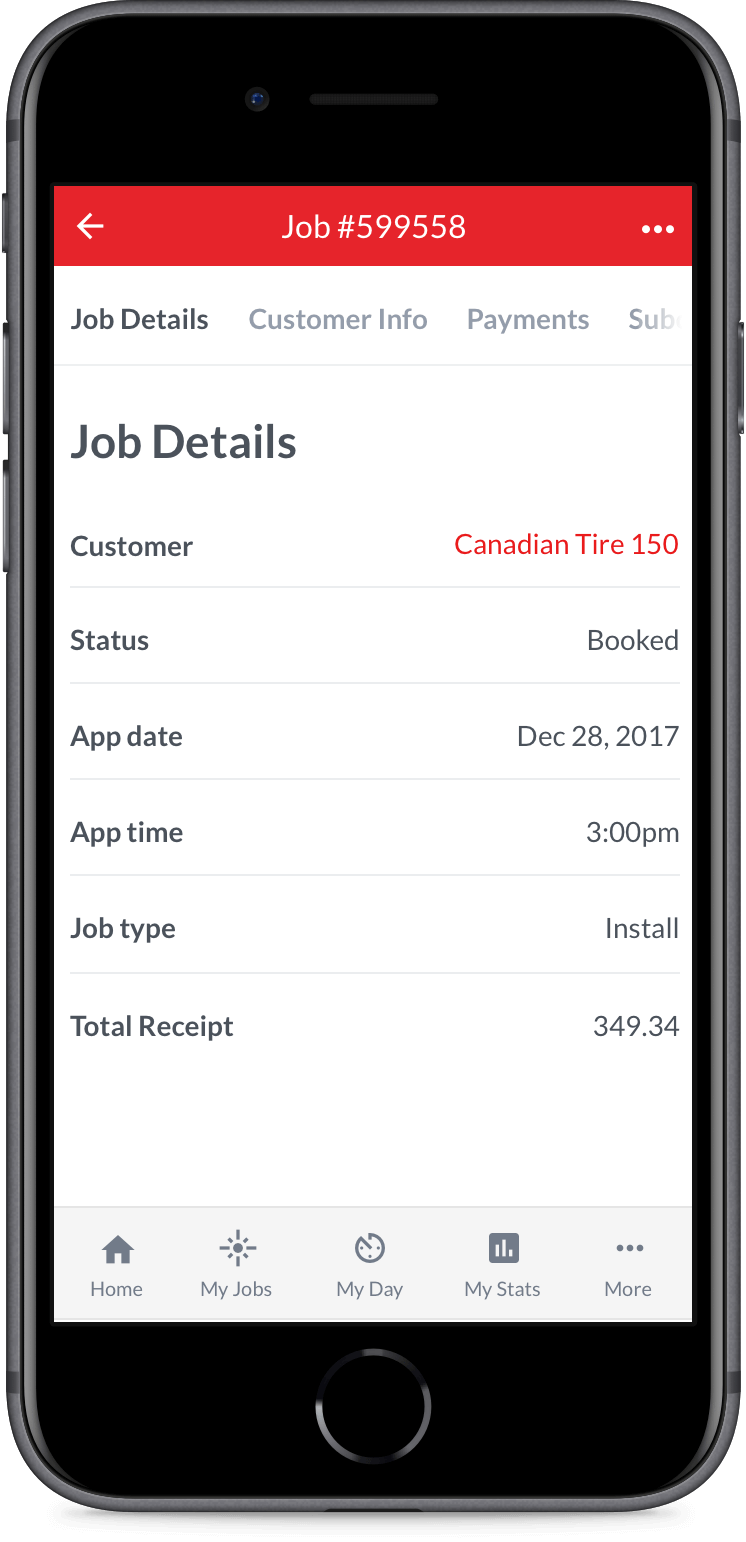 Job #599558
Job Details Customer Info Payments
Job Details
Customer Canadian Tire 150
Status Booked
App date Dec 28, 2017
App time 3:00pm
Job type Install
Total Receipt 349.34
Home My Jobs My Day My Stats More